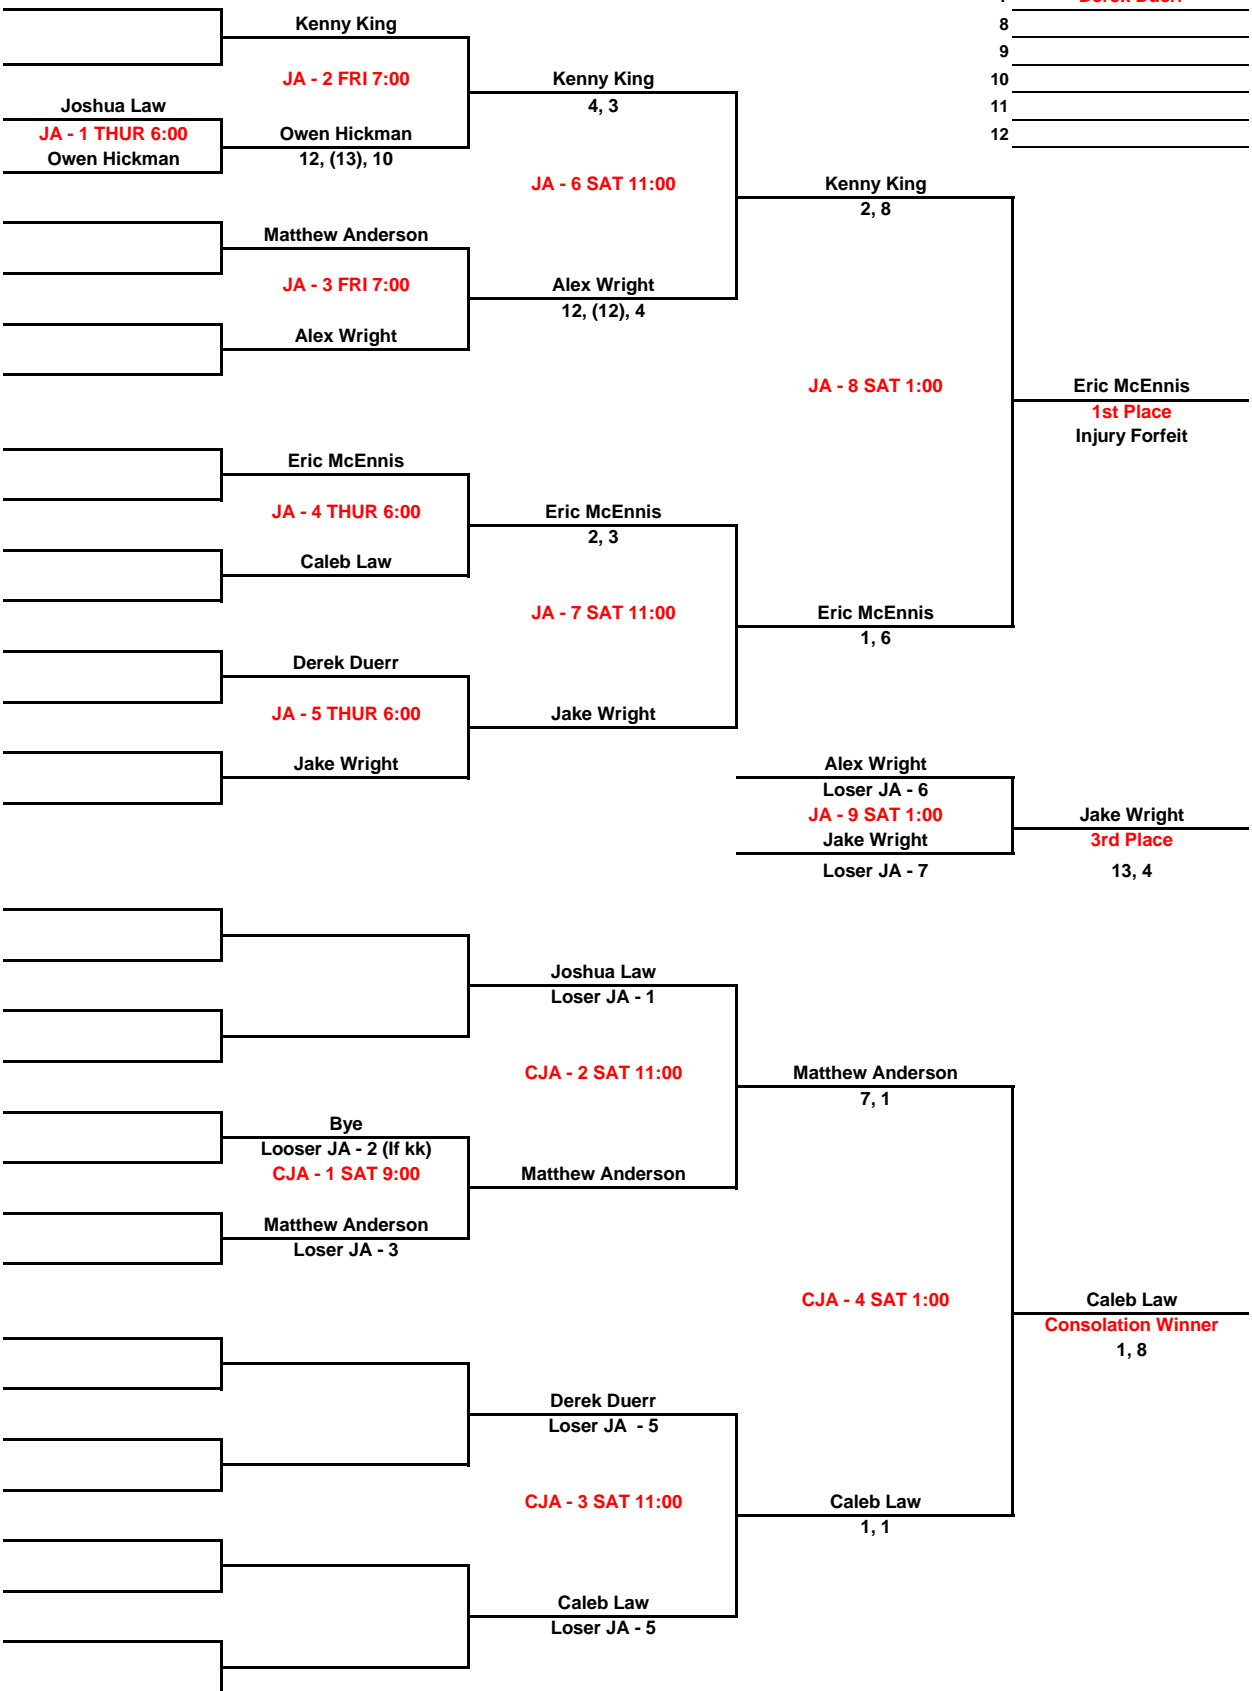 Kenny King
8
9
JA - 2 FRI 7:00
Kenny King
10
Joshua Law
4, 3
11
JA - 1 THUR 6:00
Owen Hickman
12
Owen Hickman
12, (13), 10
JA - 6 SAT 11:00
Kenny King
2, 8
Matthew Anderson
JA - 3 FRI 7:00
Alex Wright
12, (12), 4
Alex Wright
JA - 8 SAT 1:00
Eric McEnnis
1st Place
Injury Forfeit
Eric McEnnis
JA - 4 THUR 6:00
Eric McEnnis
2, 3
Caleb Law
JA - 7 SAT 11:00
Eric McEnnis
1, 6
Derek Duerr
JA - 5 THUR 6:00
Jake Wright
Jake Wright
Alex Wright
Loser JA - 6
JA - 9 SAT 1:00
Jake Wright
Jake Wright
3rd Place
Loser JA - 7
13, 4
Joshua Law
Loser JA - 1
CJA - 2 SAT 11:00
Matthew Anderson
7, 1
Bye
Looser JA - 2 (If kk)
CJA - 1 SAT 9:00
Matthew Anderson
Matthew Anderson
Loser JA - 3
CJA - 4 SAT 1:00
Caleb Law
Consolation Winner
1, 8
Derek Duerr
Loser JA  - 5
CJA - 3 SAT 11:00
Caleb Law
1, 1
Caleb Law
Loser JA - 5